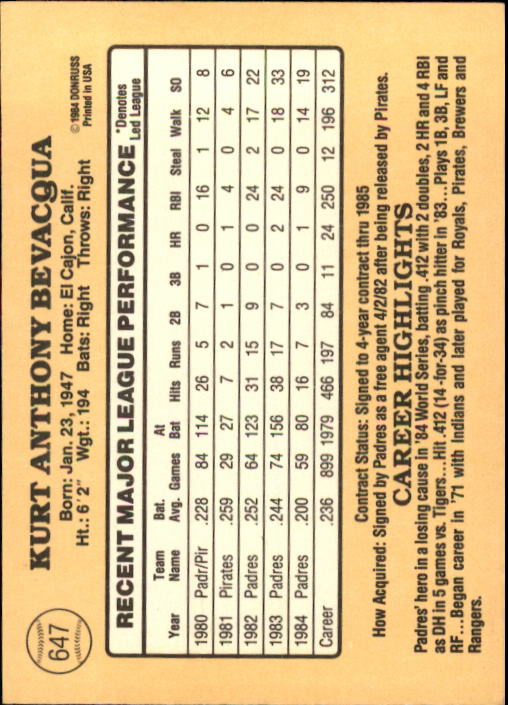 647
KURT ANTHONY BEVACQUA
Born: Jan. 23, 1947 Home: El Cajon, Calif.
Ht.: 6'2" Wgt.: 194 Bats: Right Throws: Right
© 1984 DONRUSS
Printed in USA
RECENT MAJOR LEAGUE PERFORMANCE
*Denotes
Led League
Year Team Name Bat. Avg. Games At Bat Hits Runs 2B 3B HR RBI Steal Walk SO
1980 Padr/Pir .228 84 114 26 5 7 1 0 16 1 12 8
1981 Pirates .259 29 27 7 2 1 0 1 4 0 4 6
1982 Padres .252 64 123 31 15 9 0 0 24 2 17 22
1983 Padres .244 74 156 38 17 7 0 2 24 0 18 33
1984 Padres .200 59 80 16 7 3 0 1 9 0 14 19
Career .236 899 1979 466 197 84 11 24 250 12 196 312
Contract Status: Signed to 4-year contract thru 1985
How Acquired: Signed by Padres as a free agent 4/2/82 after being released by Pirates.
CAREER HIGHLIGHTS
Padres' hero in a losing cause in '84 World Series, batting .412 with 2 doubles, 2 HR and 4 RBI
as DH in 5 games vs. Tigers...Hit .412 (14-for-34) as pinch hitter in '83...Plays 1B, 3B, LF and
RF...Began career in '71 with Indians and later played for Royals, Pirates, Brewers and
Rangers.